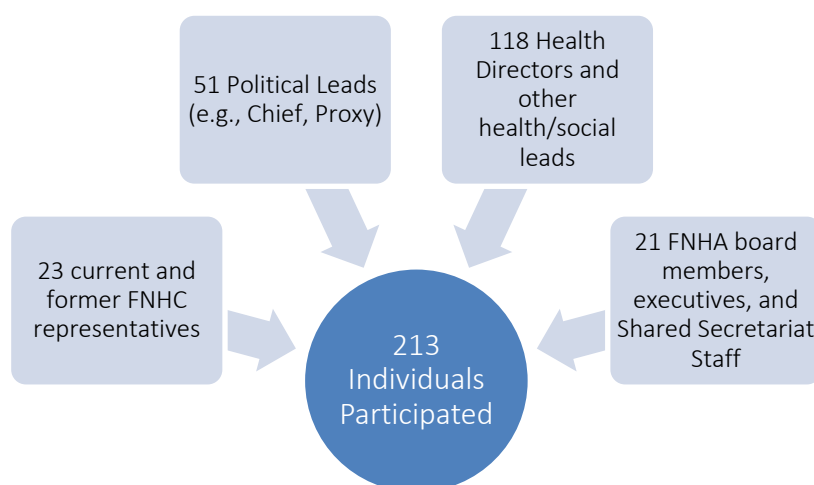 51 Political Leads
(e.g., Chief, Proxy)
118 Health
Directors and
other
health/social
leads
23 current and
former FNHC
representatives
21 FNHA board
members,
executives, and
Shared Secretariat
Staff
213
Individuals
Participated